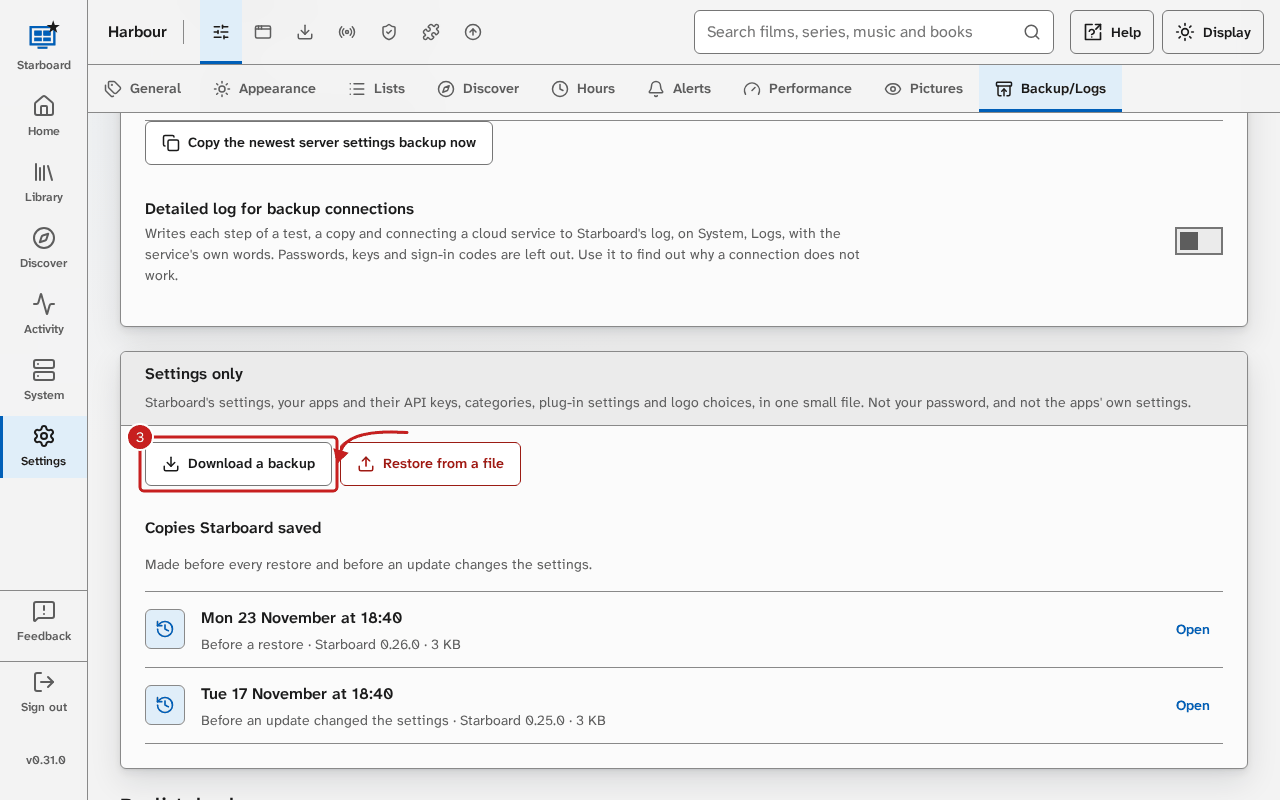 Starboard
Home
Library
Discover
Activity
System
Settings
Feedback
Sign out
v0.31.0
Harbour
Search films, series, music and books
Help
Display
General
Appearance
Lists
Discover
Hours
Alerts
Performance
Pictures
Backup/Logs
Copy the newest server settings backup now
Detailed log for backup connections
Writes each step of a test, a copy and connecting a cloud service to Starboard's log, on System, Logs, with the
service's own words. Passwords, keys and sign-in codes are left out. Use it to find out why a connection does not
work.
Settings only
Starboard's settings, your apps and their API keys, categories, plug-in settings and logo choices, in one small file. Not your password, and not the apps' own settings.
3
Download a backup
Restore from a file
Copies Starboard saved
Made before every restore and before an update changes the settings.
Mon 23 November at 18:40
Before a restore · Starboard 0.26.0 · 3 KB
Open
Tue 17 November at 18:40
Before an update changed the settings · Starboard 0.25.0 · 3 KB
Open